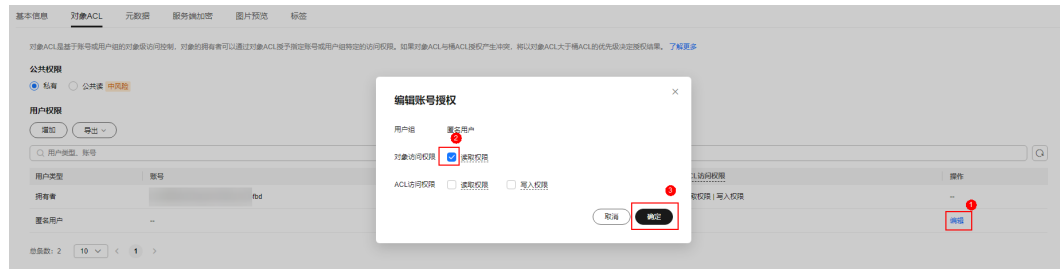 基本信息 对象ACL 元数据 服务端加密 图片预览 标签
对象ACL是基于账号或用户组的对象级访问控制，对象的拥有者可以通过对象ACL授予指定账号或用户组特定的访问权限。如果对象ACL与桶ACL授权产生冲突，将以对象ACL大于桶ACL的优先级决定授权结果。 了解更多
公共权限
私有 公共读 中风险
用户权限
增加 导出
用户类型、账号
用户类型 账号 CL访问权限 操作
拥有者 fbd 取权限 | 写入权限 --
匿名用户 -- 编辑
1
总条数: 2 10 < 1 >
编辑账号授权 ×
用户组 匿名用户
2
对象访问权限 读取权限
ACL访问权限 读取权限 写入权限
3
取消 确定